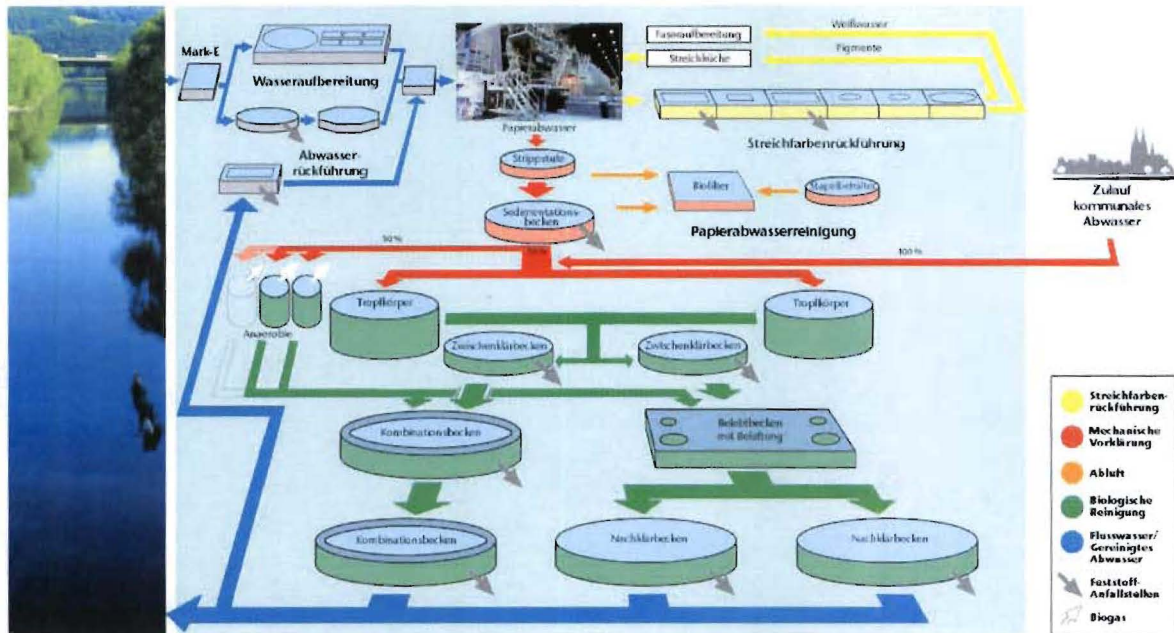 Mark-E
Wasseraufbereitung
Abwasser-
rückführung
Faseraufbereitung
Streichküche
Weißwasser
Pigmente
Streichfarbenrückführung
Papierabwasser
Strippstufe
Sedimentations-
becken
Biofilter
Stapelbehälter
Papierabwasserreinigung
Zulauf
kommunales
Abwasser
50 %
100 %
Anaerobie
Tropfkörper
Tropfkörper
Zwischenklärbecken
Zwischenklärbecken
Kombinationsbecken
Belebtbecken
mit Belüftung
Kombinationsbecken
Nachklärbecken
Nachklärbecken
Streichfarben-
rückführung
Mechanische
Vorklärung
Abluft
Biologische
Reinigung
Flusswasser/
Gereinigtes
Abwasser
Feststoff-
Anfallstellen
Biogas